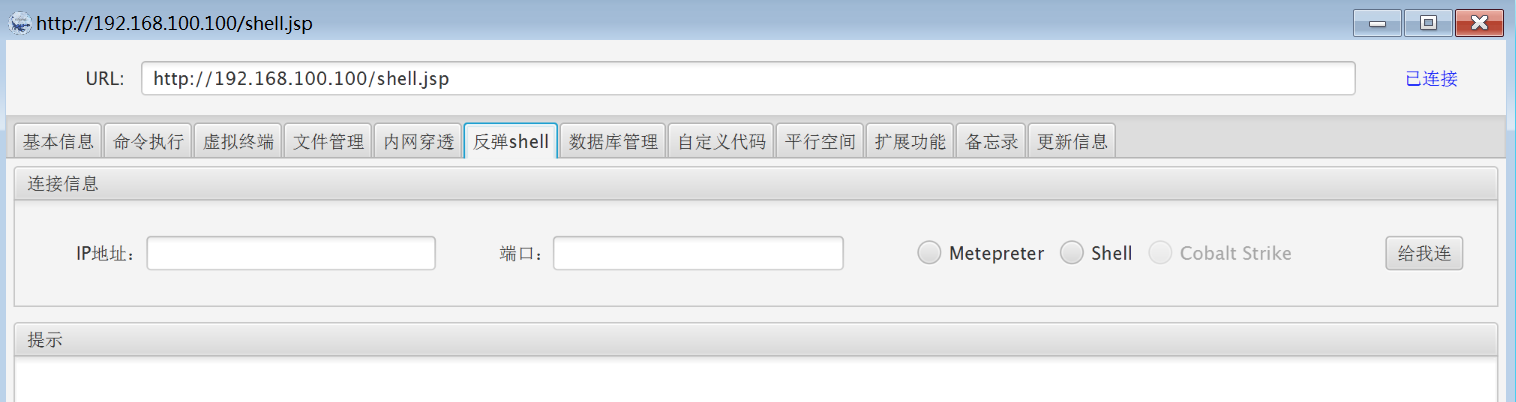 http://192.168.100.100/shell.jsp
URL: http://192.168.100.100/shell.jsp 已连接
基本信息 命令执行 虚拟终端 文件管理 内网穿透 反弹shell 数据库管理 自定义代码 平行空间 扩展功能 备忘录 更新信息
连接信息
IP地址: 端口: Metepreter Shell Cobalt Strike 给我连
提示